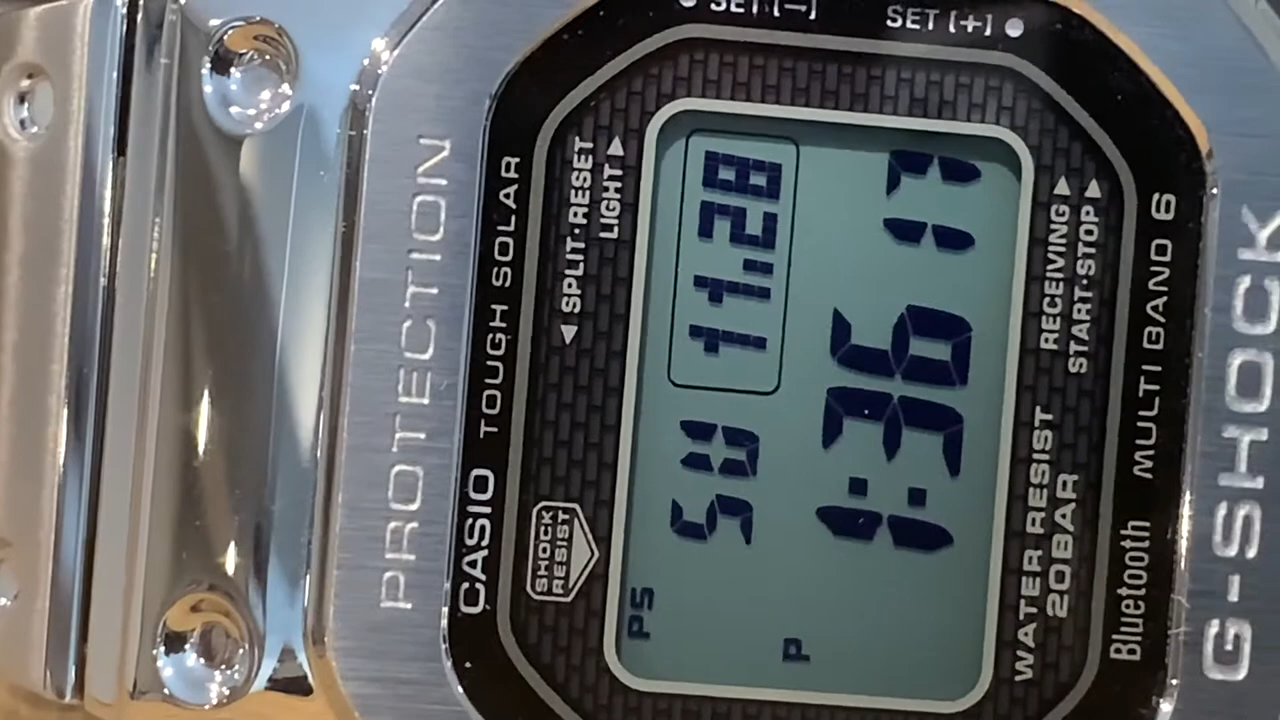 SET [−] SET [+]
PROTECTION
CASIO TOUGH SOLAR
◀ SPLIT·RESET
LIGHT ▶
SHOCK
RESIST
PS
SU 11.28
P
1:36 17
RECEIVING ▶
START·STOP ▶
WATER RESIST
20BAR
Bluetooth MULTI BAND 6
G-SHOCK